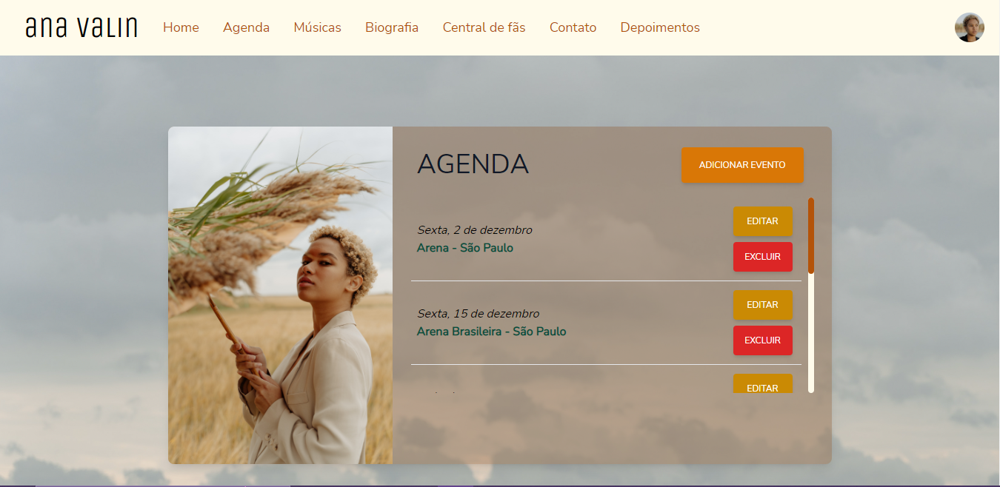 ana valin
Home Agenda Músicas Biografia Central de fãs Contato Depoimentos
AGENDA
ADICIONAR EVENTO
Sexta, 2 de dezembro
Arena - São Paulo
EDITAR
EXCLUIR
Sexta, 15 de dezembro
Arena Brasileira - São Paulo
EDITAR
EXCLUIR
EDITAR